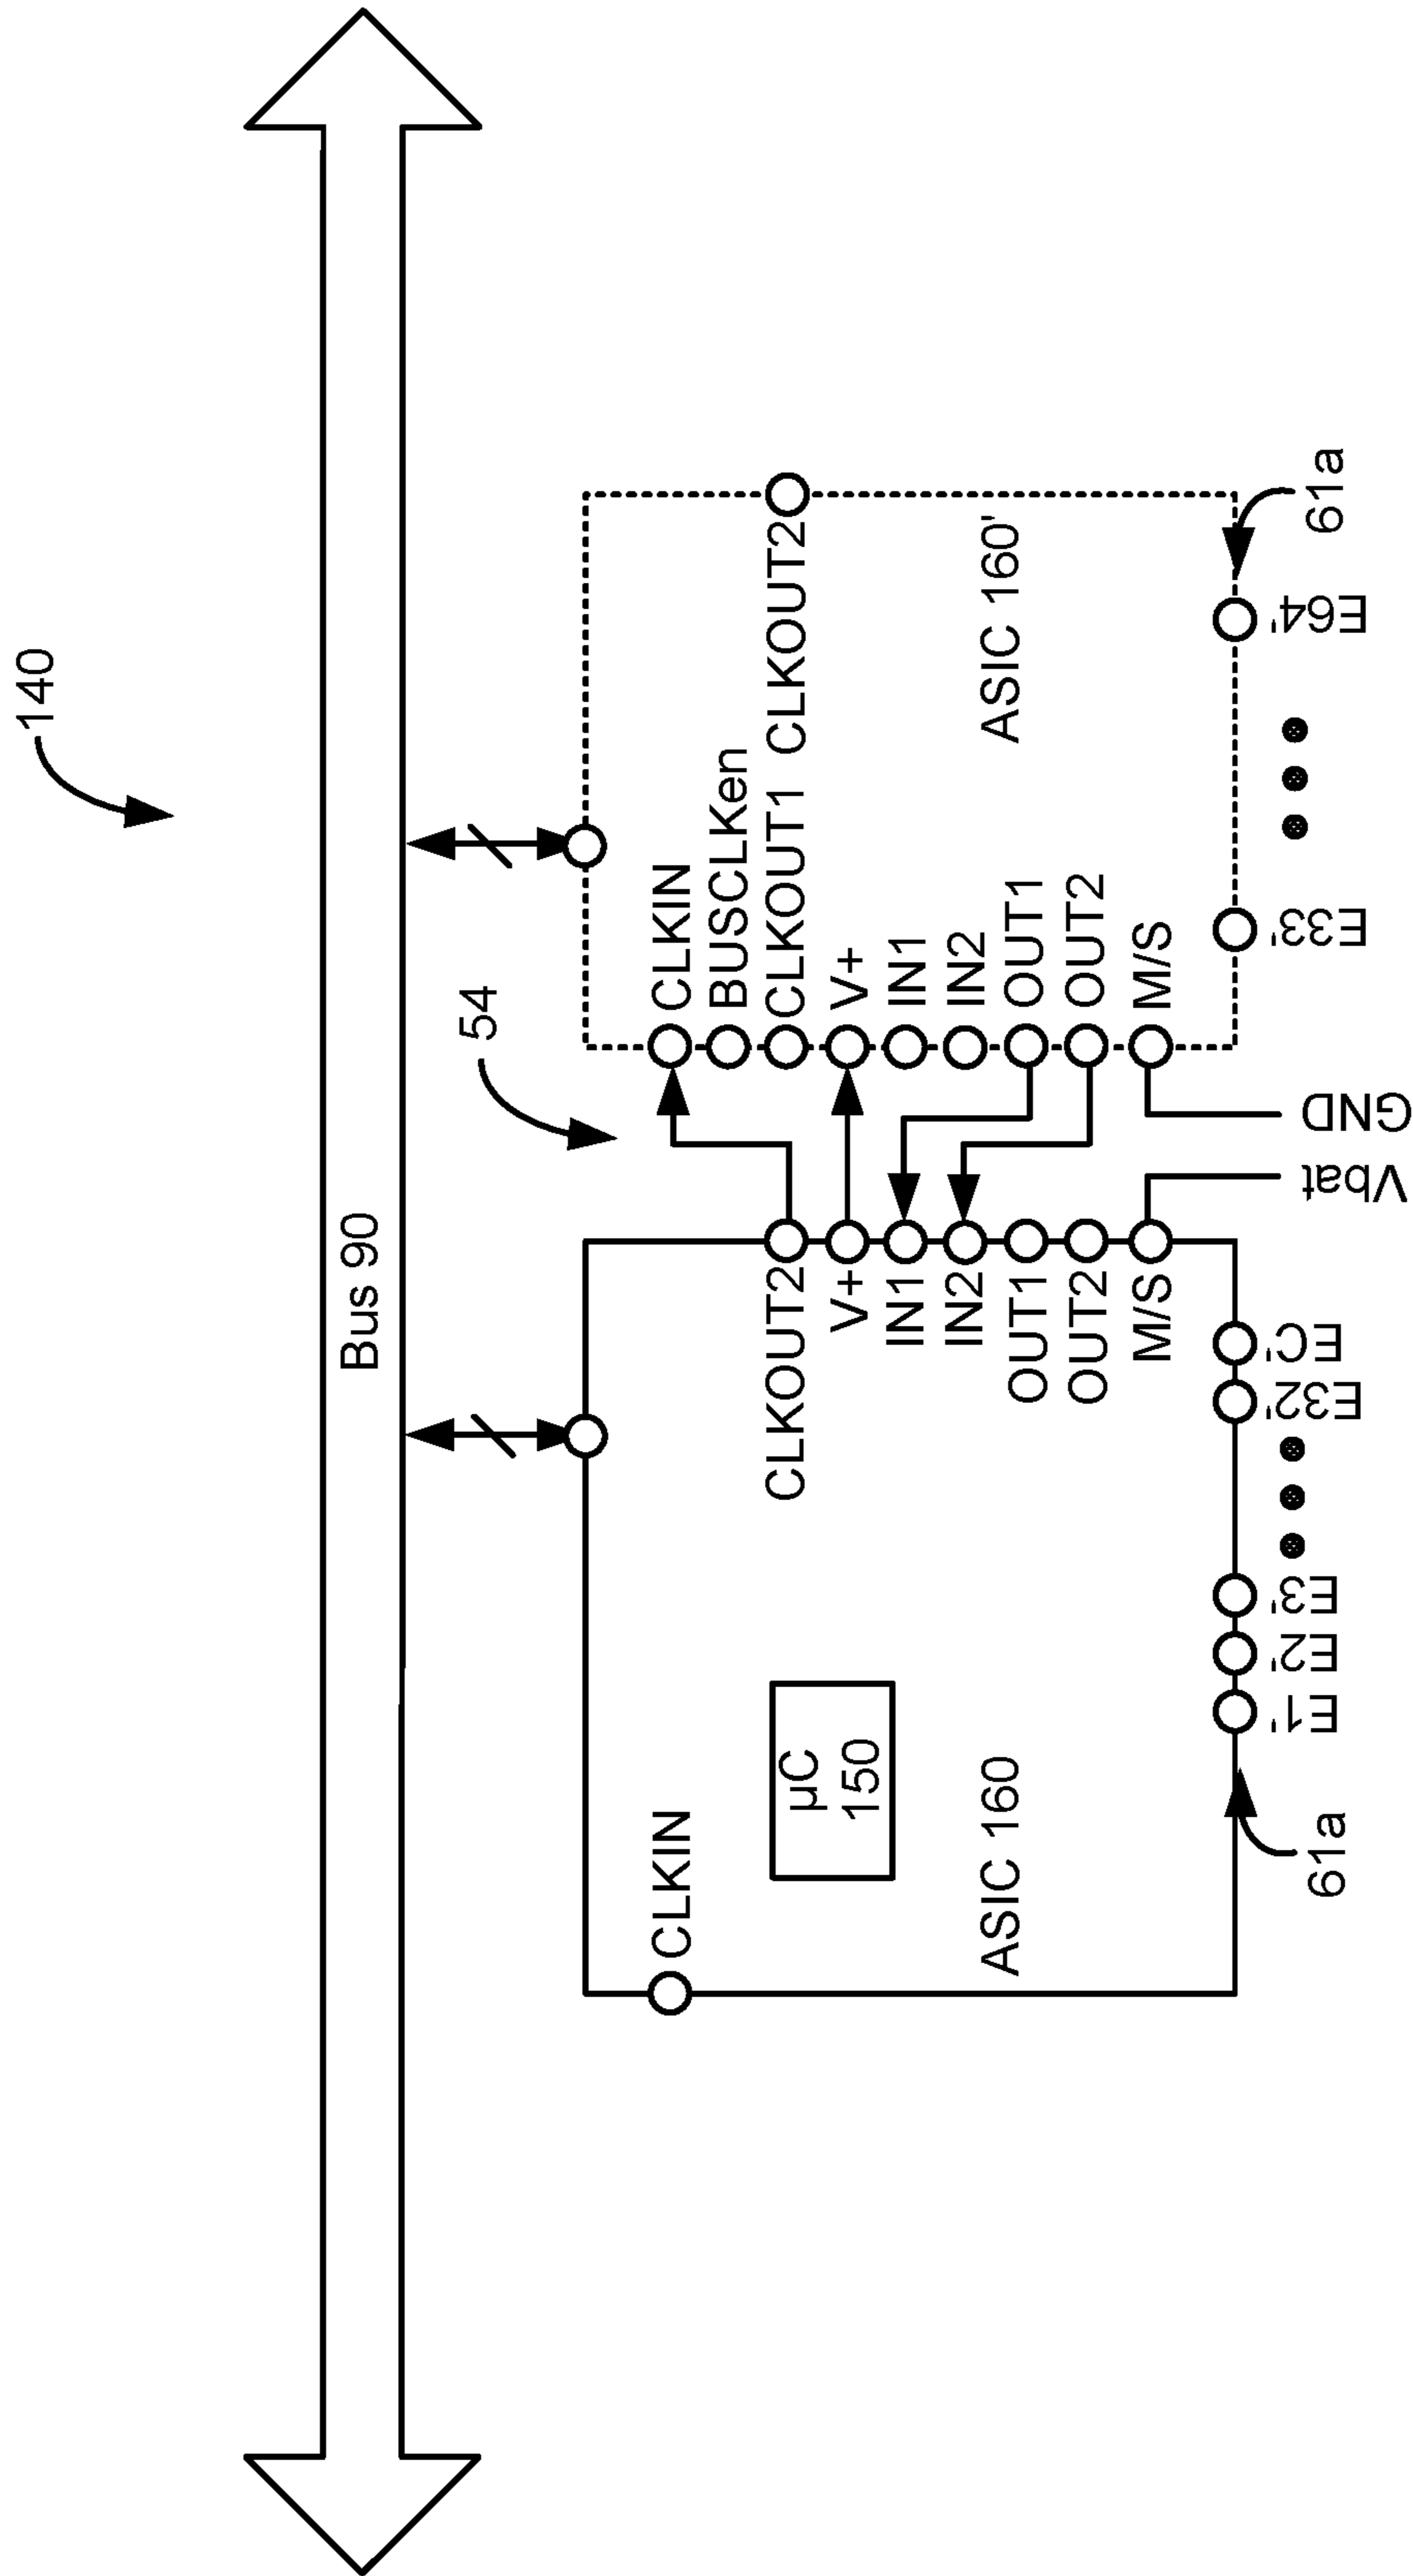 140
Bus 90
54
CLKIN
CLKOUT2
V+
IN1
IN2
OUT1
OUT2
M/S
µC
150
ASIC 160
61a
E1'
E2'
E3'
E32'
EC'
Vbat
GND
CLKIN
BUSCLKen
CLKOUT1 CLKOUT2
V+
IN1
IN2
OUT1
OUT2
M/S
ASIC 160'
E33'
E64'
61a